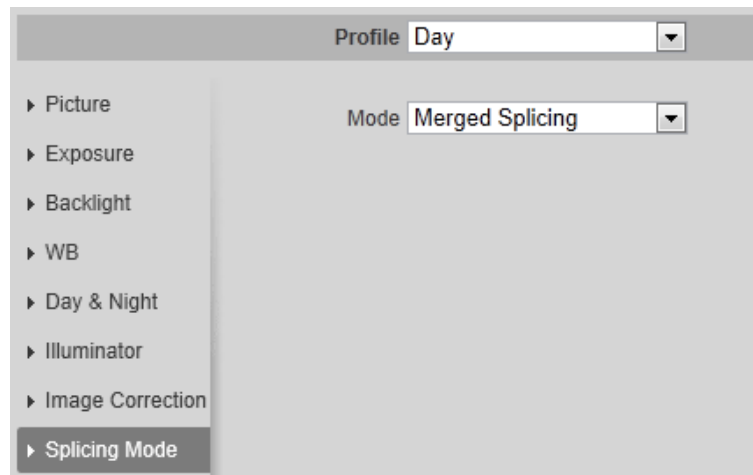 Profile Day
Picture
Mode Merged Splicing
Exposure
Backlight
WB
Day & Night
Illuminator
Image Correction
Splicing Mode